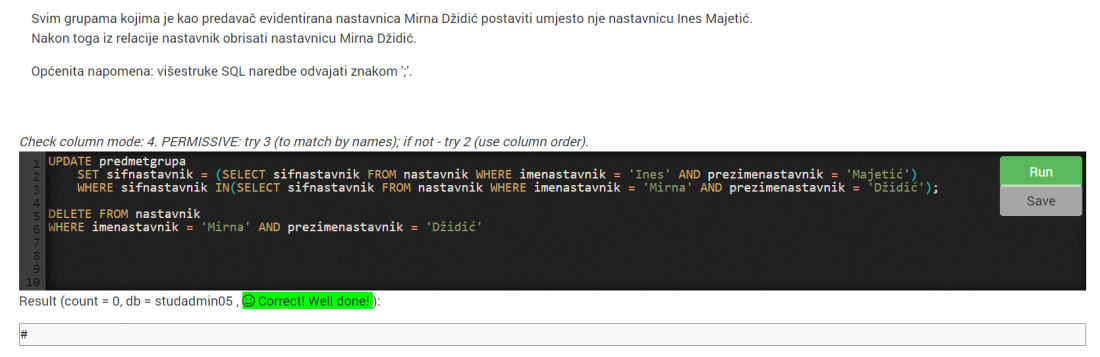 Svim grupama kojima je kao predavač evidentirana nastavnica Mirna Džidić postaviti umjesto nje nastavnicu Ines Majetić.
Nakon toga iz relacije nastavnik obrisati nastavnicu Mirna Džidić.
Općenita napomena: višestruke SQL naredbe odvajati znakom ';'.
Check column mode: 4. PERMISSIVE: try 3 (to match by names); if not - try 2 (use column order).
1 UPDATE predmetgrupa
2 SET sifnastavnik = (SELECT sifnastavnik FROM nastavnik WHERE imenastavnik = 'Ines' AND prezimenastavnik = 'Majetić')
3 WHERE sifnastavnik IN(SELECT sifnastavnik FROM nastavnik WHERE imenastavnik = 'Mirna' AND prezimenastavnik = 'Džidić');
4
5 DELETE FROM nastavnik
6 WHERE imenastavnik = 'Mirna' AND prezimenastavnik = 'Džidić'
7
8
9
10
Run
Save
Result (count = 0, db = studadmin05 , Correct! Well done! ):
#